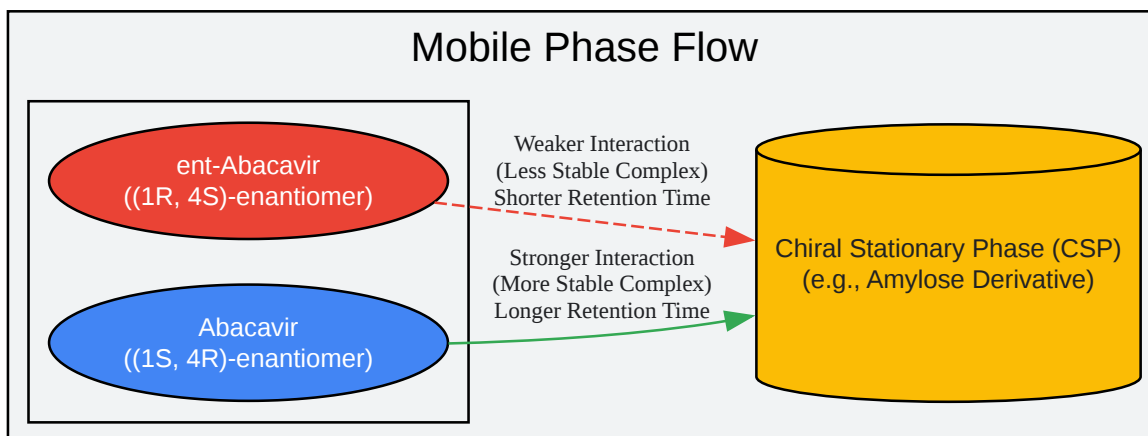 Mobile Phase Flow
ent-Abacavir
((1R, 4S)-enantiomer)
Weaker Interaction
(Less Stable Complex)
Shorter Retention Time
Chiral Stationary Phase (CSP)
(e.g., Amylose Derivative)
Stronger Interaction
(More Stable Complex)
Longer Retention Time
Abacavir
((1S, 4R)-enantiomer)